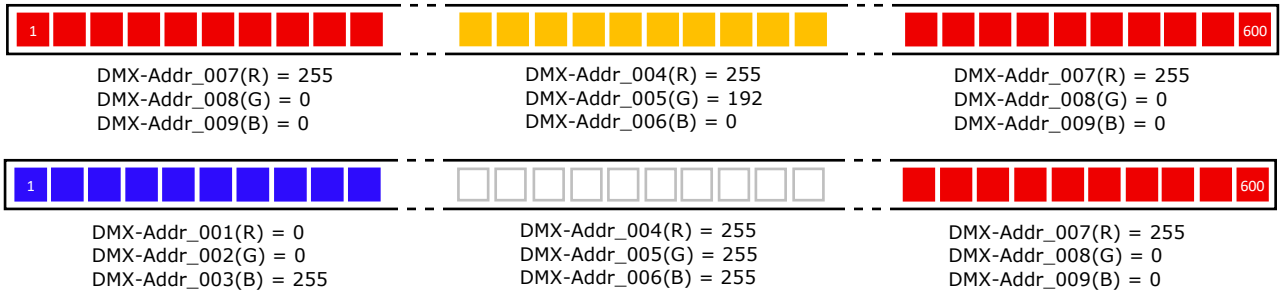 1
600
DMX-Addr_007(R) = 255
DMX-Addr_008(G) = 0
DMX-Addr_009(B) = 0
DMX-Addr_004(R) = 255
DMX-Addr_005(G) = 192
DMX-Addr_006(B) = 0
DMX-Addr_007(R) = 255
DMX-Addr_008(G) = 0
DMX-Addr_009(B) = 0
1
600
DMX-Addr_001(R) = 0
DMX-Addr_002(G) = 0
DMX-Addr_003(B) = 255
DMX-Addr_004(R) = 255
DMX-Addr_005(G) = 255
DMX-Addr_006(B) = 255
DMX-Addr_007(R) = 255
DMX-Addr_008(G) = 0
DMX-Addr_009(B) = 0